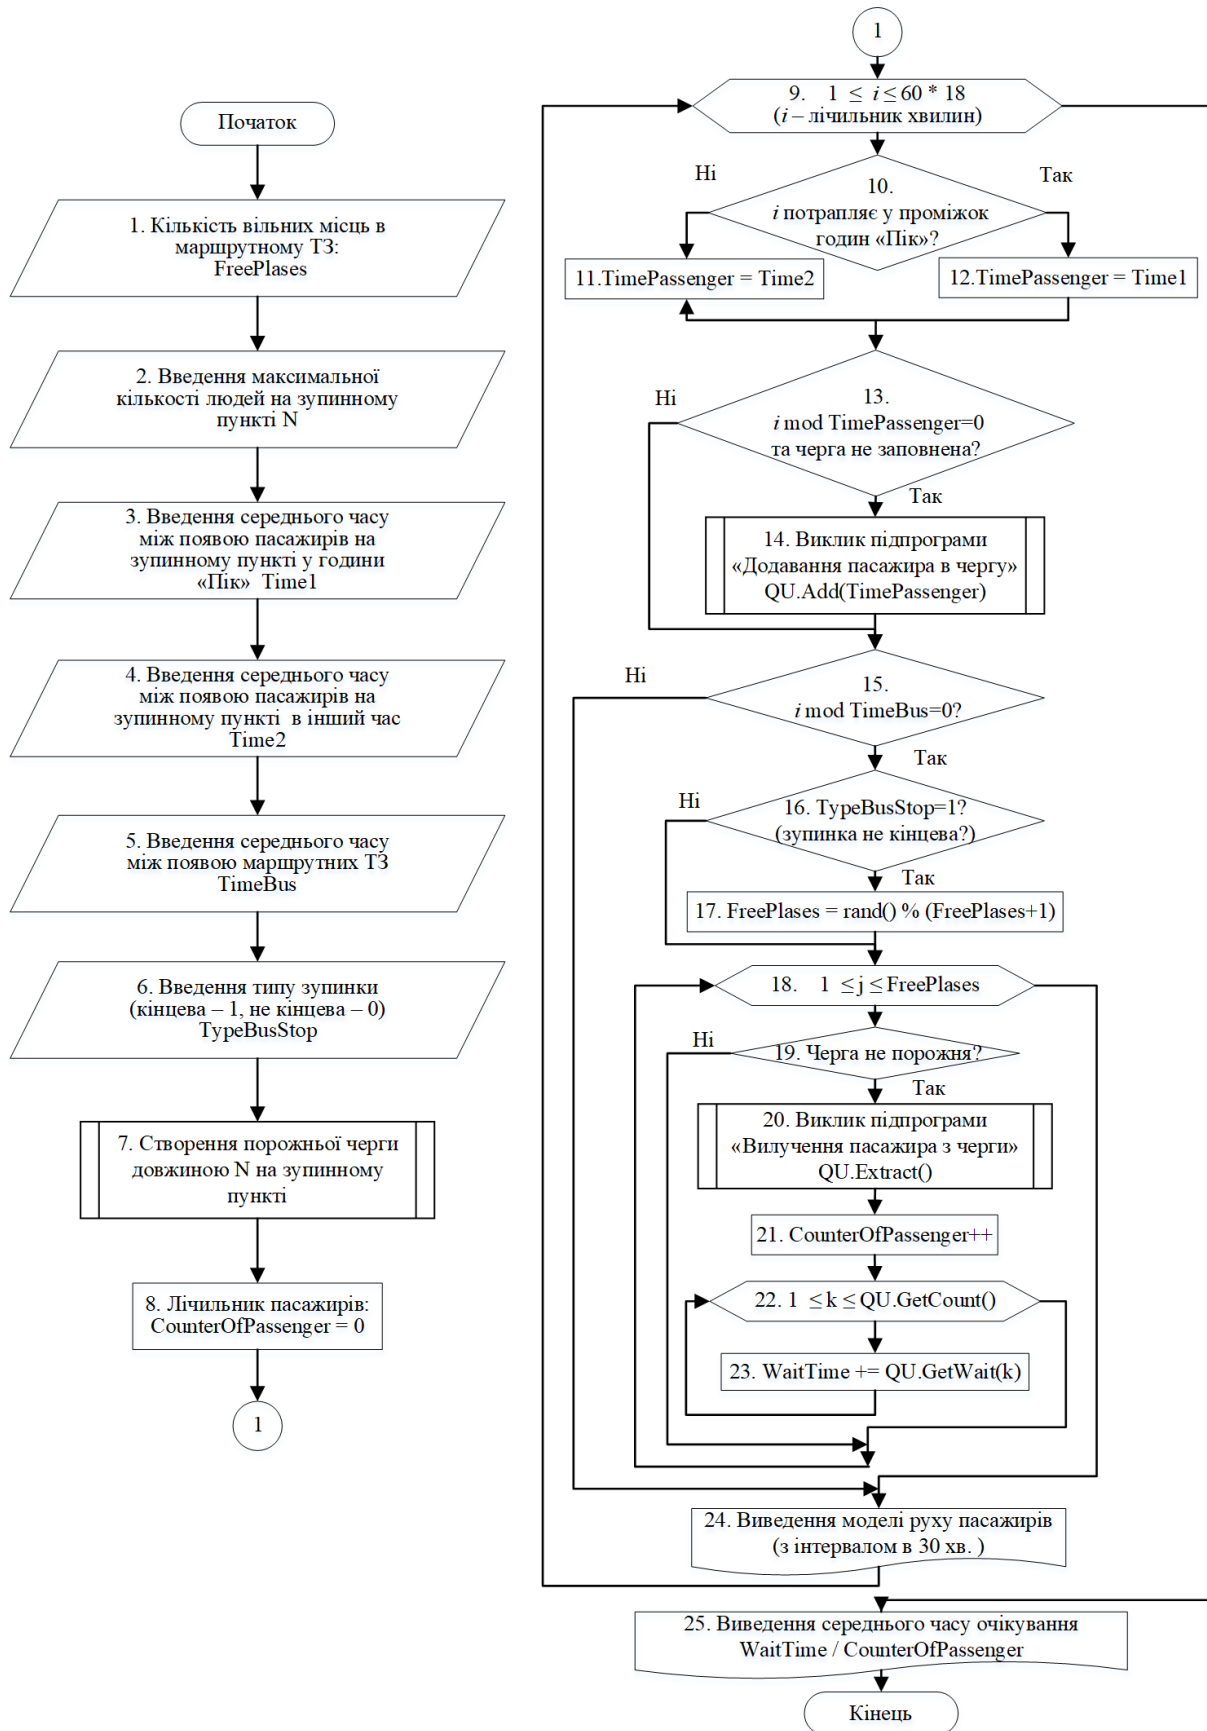 Початок
1. Кількість вільних місць в
маршрутному ТЗ:
FreePlases
2. Введення максимальної
кількості людей на зупинному
пункті N
3. Введення середнього часу
між появою пасажирів на
зупинному пункті у години
«Пік»  Time1
4. Введення середнього часу
між появою пасажирів на
зупинному пункті  в інший час
Time2
5. Введення середнього часу
між появою маршрутних ТЗ
TimeBus
6. Введення типу зупинки
(кінцева – 1, не кінцева – 0)
TypeBusStop
7. Створення порожньої черги
довжиною N на зупинному
пункті
8. Лічильник пасажирів:
CounterOfPassenger = 0
1
1
9.    1  ≤  i ≤ 60 * 18
(i – лічильник хвилин)
Ні
Так
10.
i потрапляє у проміжок
годин «Пік»?
11.TimePassenger = Time2
12.TimePassenger = Time1
Ні
13.
i mod TimePassenger=0
та черга не заповнена?
Так
14. Виклик підпрограми
«Додавання пасажира в чергу»
QU.Add(TimePassenger)
Ні
15.
i mod TimeBus=0?
Так
Ні
16. TypeBusStop=1?
(зупинка не кінцева?)
Так
17. FreePlases = rand() % (FreePlases+1)
18.    1  ≤ j ≤ FreePlases
Ні
19. Черга не порожня?
Так
20. Виклик підпрограми
«Вилучення пасажира з черги»
QU.Extract()
21. CounterOfPassenger++
22. 1  ≤ k ≤ QU.GetCount()
23. WaitTime += QU.GetWait(k)
24. Виведення моделі руху пасажирів
(з інтервалом в 30 хв. )
25. Виведення середнього часу очікування
WaitTime / CounterOfPassenger
Кінець